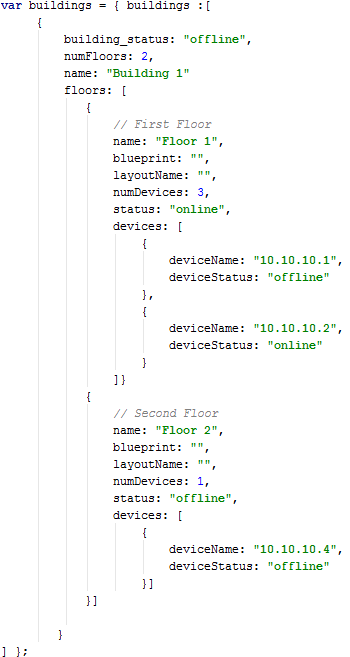 var buildings = { buildings :[
{
building_status: "offline",
numFloors: 2,
name: "Building 1"
floors: [
{
// First Floor
name: "Floor 1",
blueprint: "",
layoutName: "",
numDevices: 3,
status: "online",
devices: [
{
deviceName: "10.10.10.1",
deviceStatus: "offline"
},
{
deviceName: "10.10.10.2",
deviceStatus: "online"
}
]}
{
// Second Floor
name: "Floor 2",
blueprint: "",
layoutName: "",
numDevices: 1,
status: "offline",
devices: [
{
deviceName: "10.10.10.4",
deviceStatus: "offline"
}]
}]
}
] };